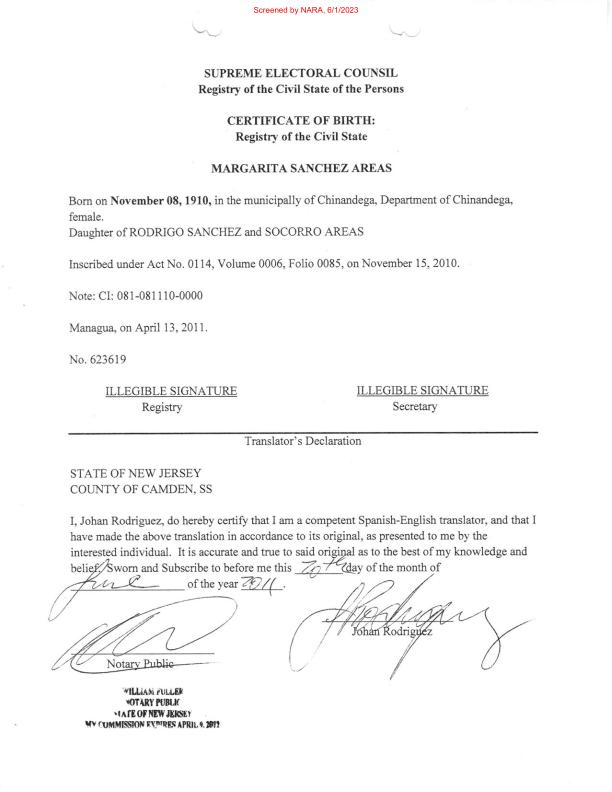 Screened by NARA, 6/1/2023
SUPREME ELECTORAL COUNSIL
Registry of the Civil State of the Persons
CERTIFICATE OF BIRTH:
Registry of the Civil State
MARGARITA SANCHEZ AREAS
Born on November 08, 1910, in the municipally of Chinandega, Department of Chinandega,
female.
Daughter of RODRIGO SANCHEZ and SOCORRO AREAS
Inscribed under Act No. 0114, Volume 0006, Folio 0085, on November 15, 2010.
Note: CI: 081-081110-0000
Managua, on April 13, 2011.
No. 623619
ILLEGIBLE SIGNATURE ILLEGIBLE SIGNATURE
Registry Secretary
Translator's Declaration
STATE OF NEW JERSEY
COUNTY OF CAMDEN, SS
I, Johan Rodriguez, do hereby certify that I am a competent Spanish-English translator, and that I
have made the above translation in accordance to its original, as presented to me by the
interested individual. It is accurate and true to said original as to the best of my knowledge and
belief. Sworn and Subscribe to before me this 20th day of the month of
June of the year 2011.
Johan Rodriguez
Notary Public
WILLIAM FULLER
NOTARY PUBLIC
STATE OF NEW JERSEY
MY COMMISSION EXPIRES APRIL 9, 2012